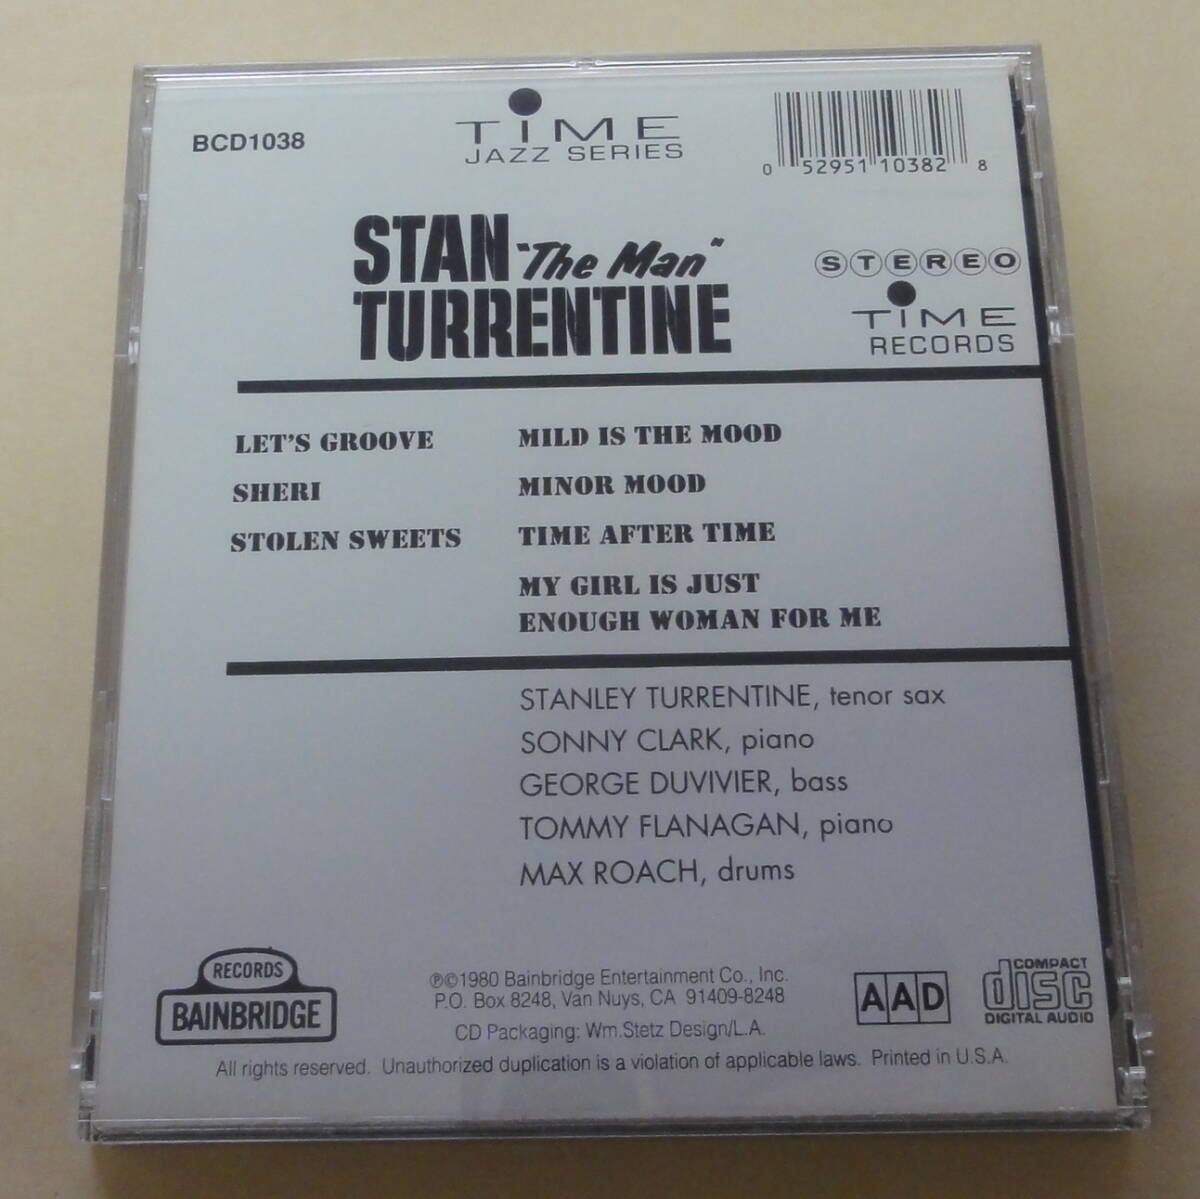 BCD1038
TIME
JAZZ SERIES
0 52951 10382 8
STAN "The Man"
TURRENTINE
STEREO
TIME
RECORDS
LET'S GROOVE
SHERI
STOLEN SWEETS
MILD IS THE MOOD
MINOR MOOD
TIME AFTER TIME
MY GIRL IS JUST
ENOUGH WOMAN FOR ME
STANLEY TURRENTINE, tenor sax
SONNY CLARK, piano
GEORGE DUVIVIER, bass
TOMMY FLANAGAN, piano
MAX ROACH, drums
RECORDS
BAINBRIDGE
℗©1980 Bainbridge Entertainment Co., Inc.
P.O. Box 8248, Van Nuys, CA 91409-8248
CD Packaging: Wm.Stetz Design/L.A.
AAD
COMPACT
disc
DIGITAL AUDIO
All rights reserved. Unauthorized duplication is a violation of applicable laws. Printed in U.S.A.